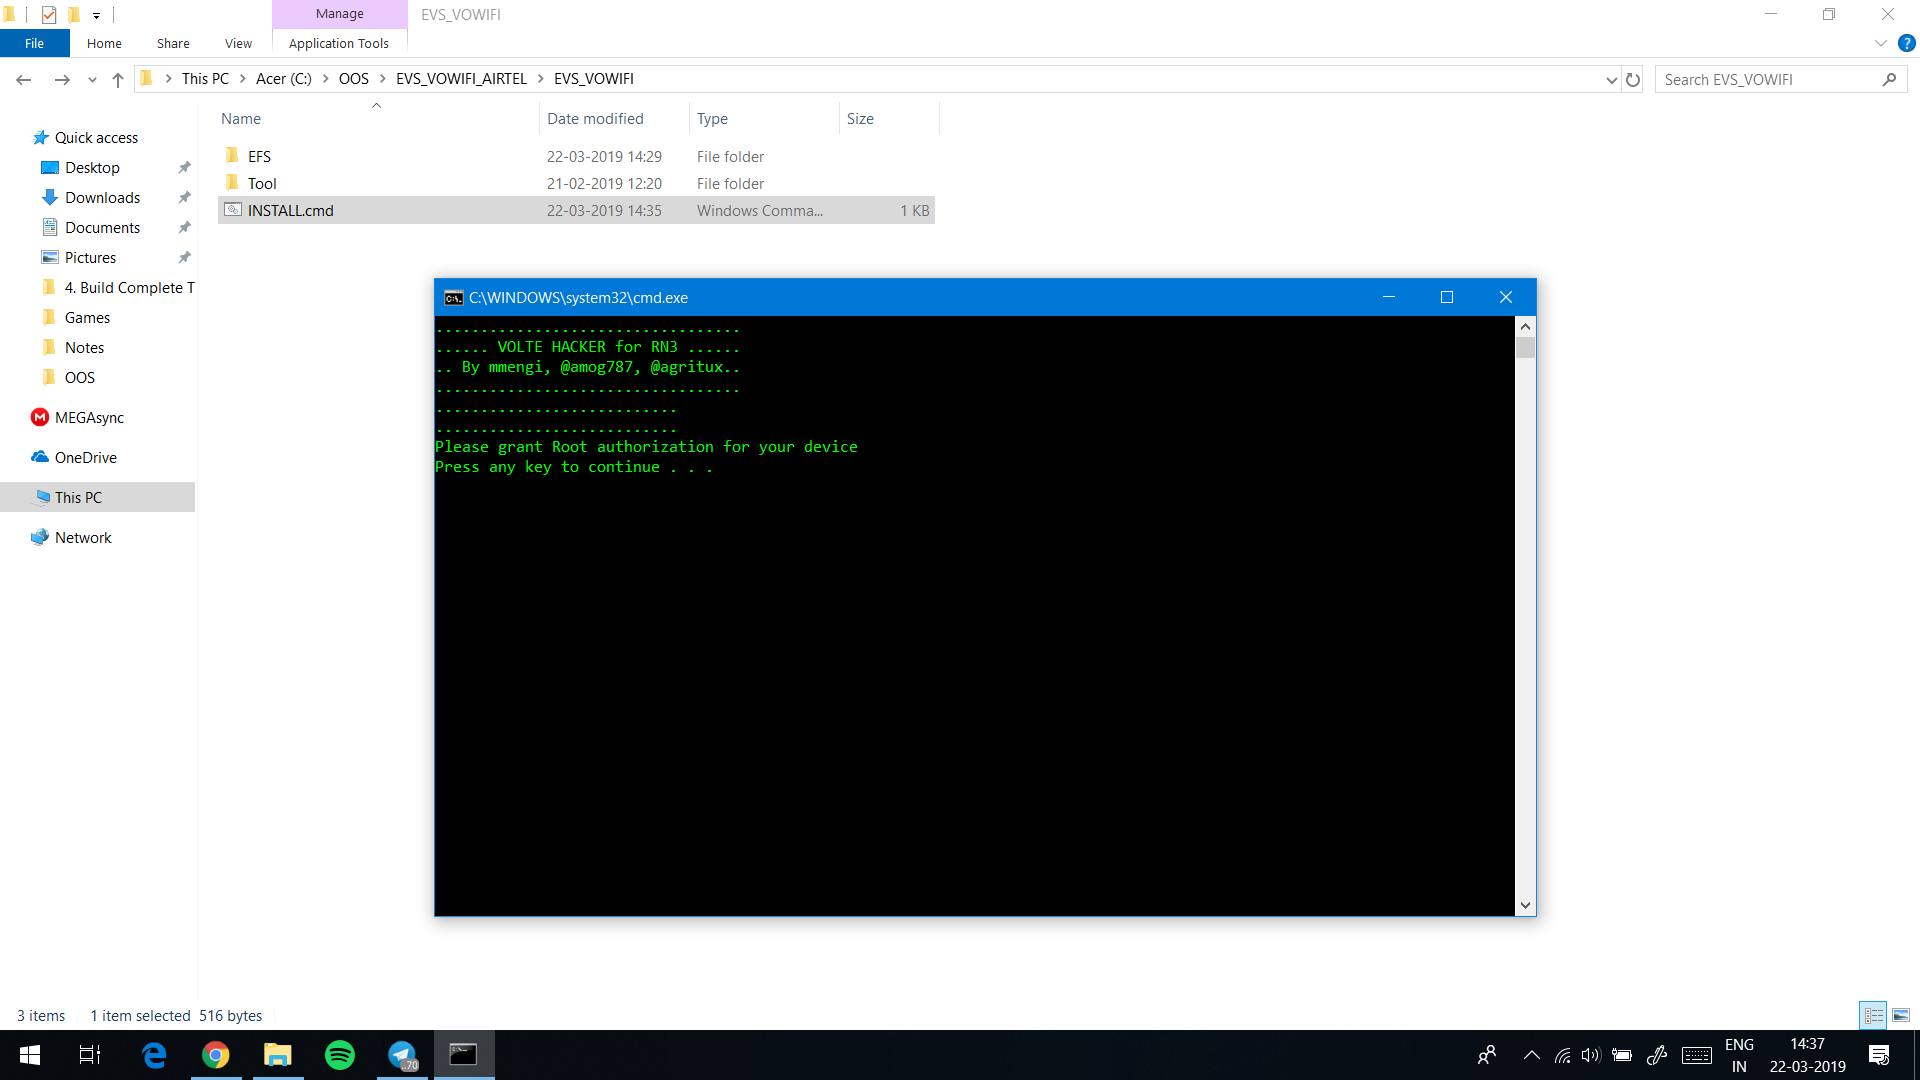 Manage
EVS_VOWIFI
File
Home
Share
View
Application Tools
This PC
Acer (C:)
OOS
EVS_VOWIFI_AIRTEL
EVS_VOWIFI
Search EVS_VOWIFI
Name
Date modified
Type
Size
EFS
22-03-2019 14:29
File folder
Tool
21-02-2019 12:20
File folder
INSTALL.cmd
22-03-2019 14:35
Windows Comma...
1 KB
Quick access
Desktop
Downloads
Documents
Pictures
4. Build Complete T
Games
Notes
OOS
MEGAsync
OneDrive
This PC
Network
C:\WINDOWS\system32\cmd.exe
..................................
...... VOLTE HACKER for RN3 ......
.. By mmengi, @amog787, @agritux..
..................................
...........................
...........................
Please grant Root authorization for your device
Press any key to continue . . .
3 items
1 item selected 516 bytes
..70
ENG
IN
14:37
22-03-2019